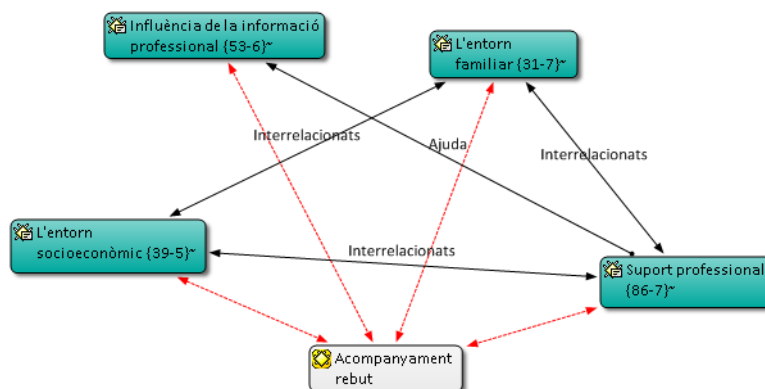 Influència de la informació
professional {53-6}~
L'entorn
familiar {31-7}~
Interrelacionats
Ajuda
Interrelacionats
L'entorn
socioeconòmic {39-5}~
Interrelacionats
Suport professional
{86-7}~
Acompanyament
rebut